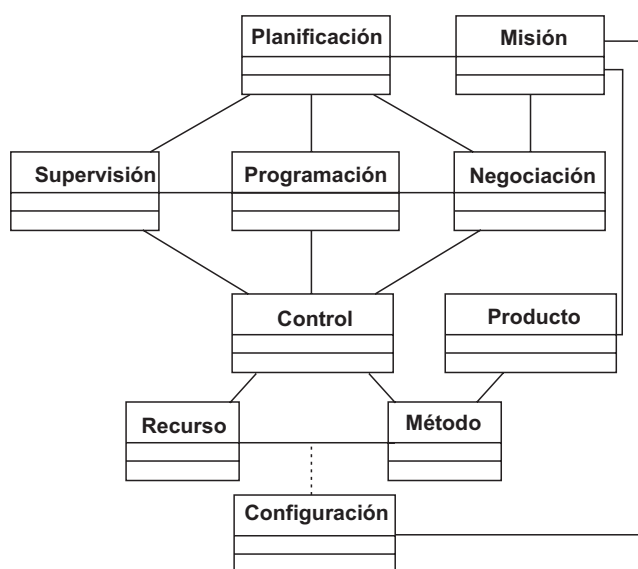 Planificación
Misión
Supervisión
Programación
Negociación
Control
Producto
Recurso
Método
Configuración